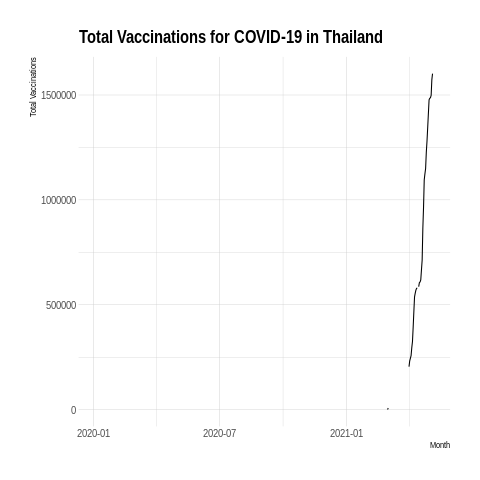 Total Vaccinations for COVID-19 in Thailand
Total Vaccinations
1500000
1000000
500000
0
2020-01 2020-07 2021-01
Month